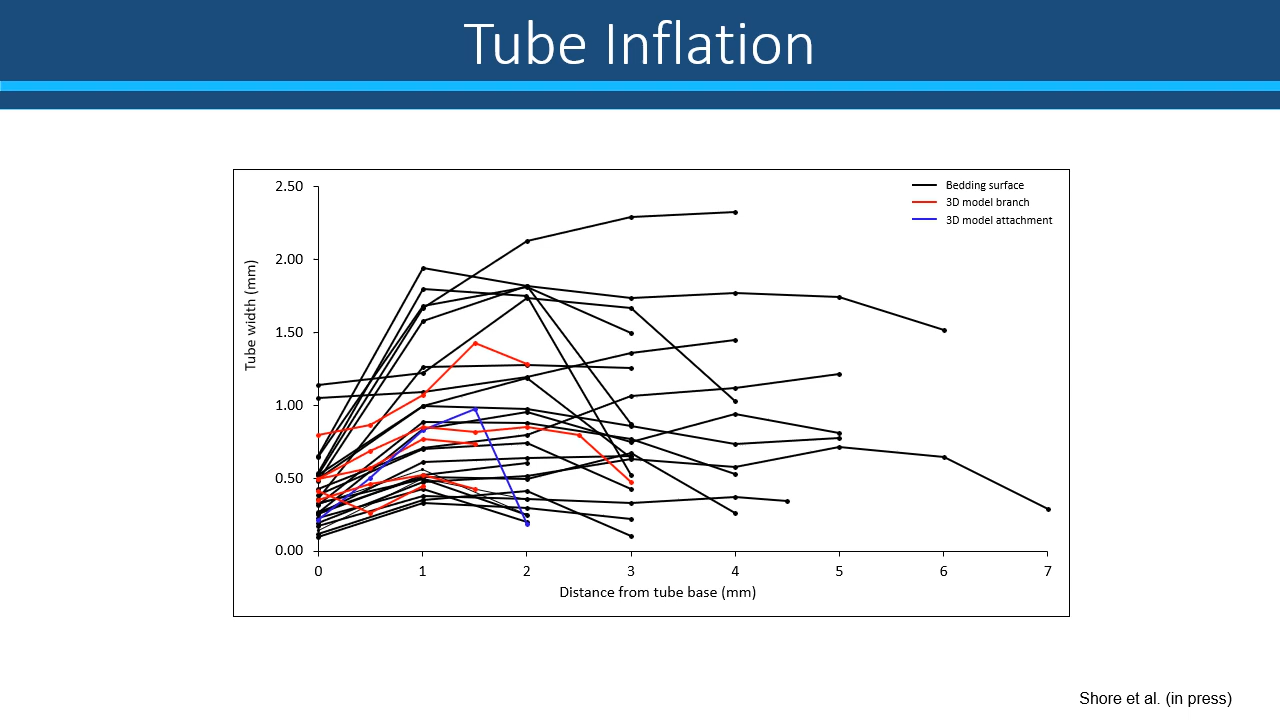 Tube Inflation
2.50
2.00
1.50
1.00
0.50
0.00
Tube width (mm)
Bedding surface
3D model branch
3D model attachment
0 1 2 3 4 5 6 7
Distance from tube base (mm)
Shore et al. (in press)